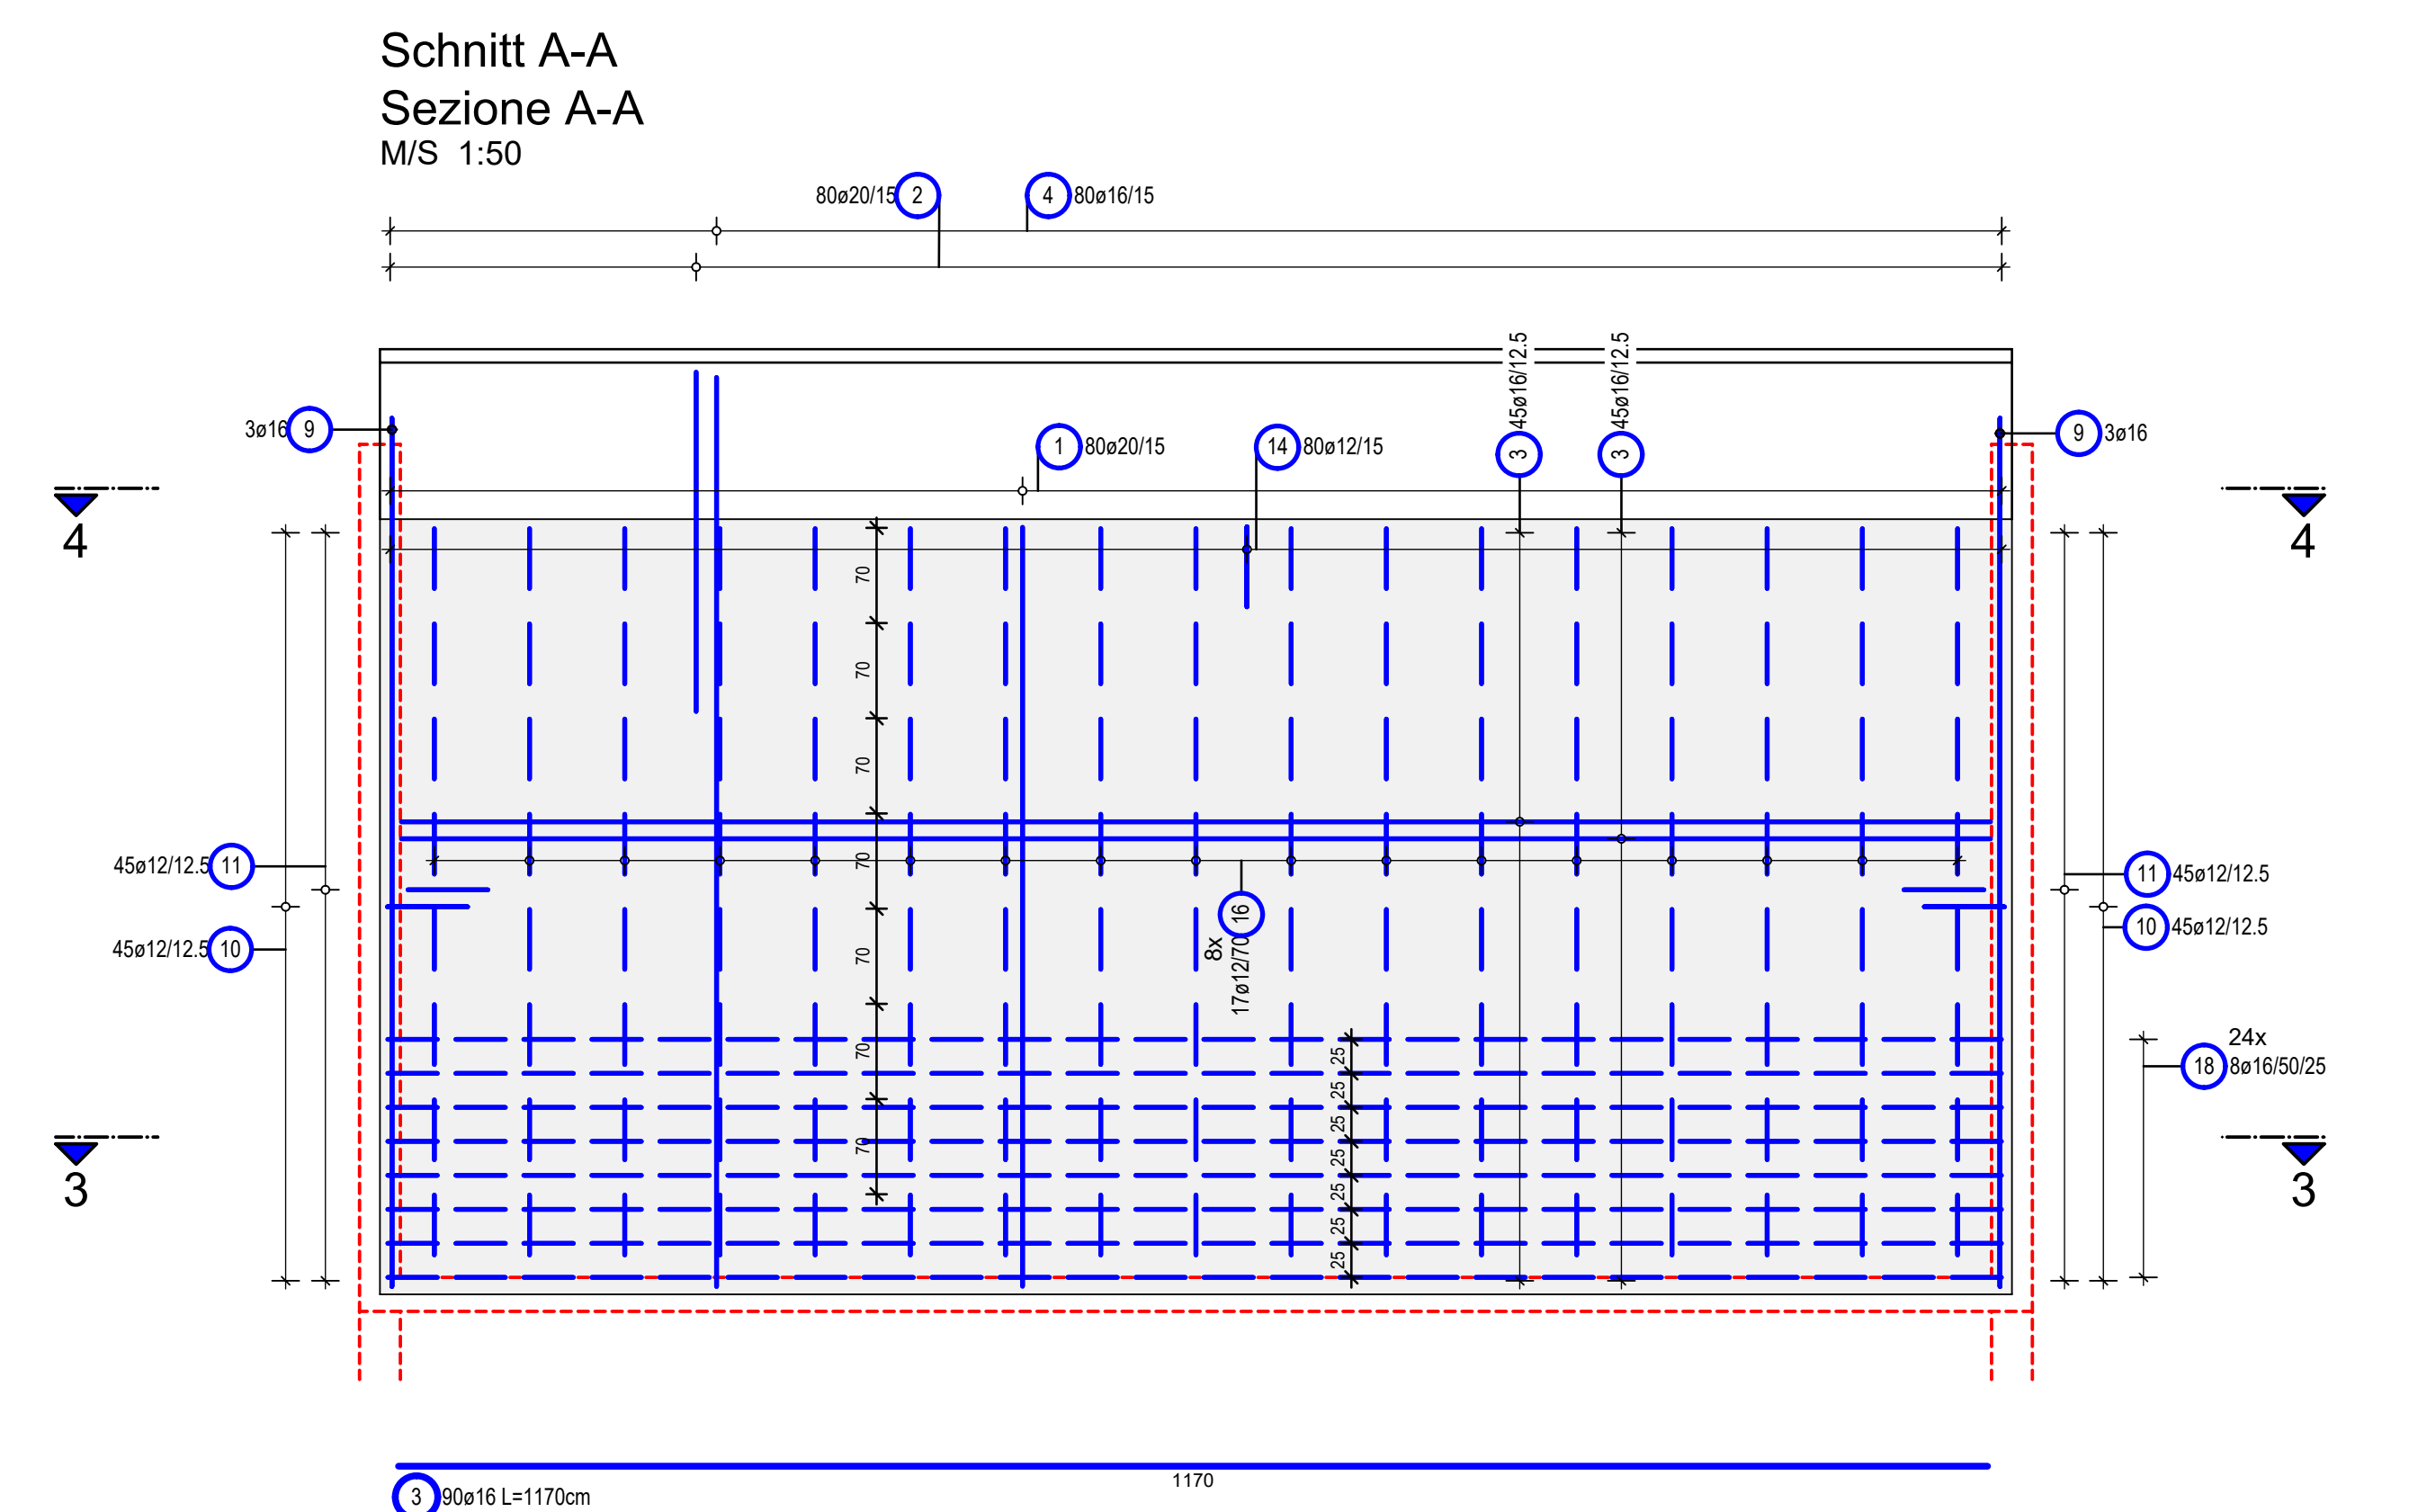 Schnitt A-A
Sezione A-A
M/S 1:50
80ø20/15 2
4 80ø16/15
45ø16/12.5
3
45ø16/12.5
3
3ø16 9
1 80ø20/15
14 80ø12/15
9 3ø16
4
4
70
70
70
70
70
70
70
45ø12/12.5 11
45ø12/12.5 10
16
8x
17ø12/70
11 45ø12/12.5
10 45ø12/12.5
25
25
25
25
25
25
25
24x
18 8ø16/50/25
3
3
1170
3 90ø16 L=1170cm